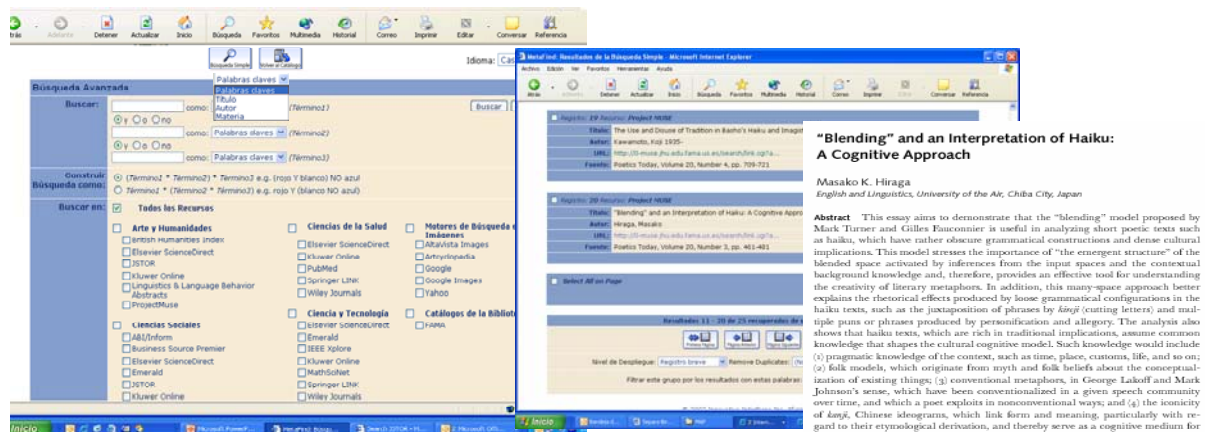 Atrás Adelante Detener Actualizar Inicio Búsqueda Favoritos Multimedia Historial Correo Imprimir Editar Conversar Referencia
Búsqueda Simple Volver al Catálogo
Idioma:
Palabras claves
Búsqueda Avanzada
Palabras claves
Título
Autor
Materia
Buscar:
como:
(Término1)
Buscar
y o no
como: Palabras claves (Término2)
y o no
como: Palabras claves (Término3)
Construir Búsqueda como:
(Término1 * Término2) * Término3 e.g. (rojo Y blanco) NO azul
Término1 * (Término2 * Término3) e.g. rojo Y (blanco NO azul)
Buscar en:
Todos los Recursos
Arte y Humanidades
British Humanities Index
Elsevier ScienceDirect
JSTOR
Kluwer Online
Linguistics & Language Behavior
Abstracts
ProjectMuse
Ciencias Sociales
ABI/Inform
Business Source Premier
Elsevier ScienceDirect
Emerald
JSTOR
Kluwer Online
Ciencias de la Salud
Elsevier ScienceDirect
Kluwer Online
PubMed
Springer LINK
Wiley Journals
Ciencia y Tecnología
Elsevier ScienceDirect
Emerald
IEEE Xplore
Kluwer Online
MathSciNet
Springer LINK
Wiley Journals
Motores de Búsqueda
Imágenes
AltaVista Images
Artcyclopedia
Google
Google Images
Yahoo
Catálogos de la
FAMA
Inicio
MetaFind: Resultados de la Búsqueda Simple - Microsoft Internet Explorer
Archivo Edición Ver Favoritos Herramientas Ayuda
Atrás Adelante Detener Actualizar Inicio Búsqueda Favoritos Multimedia Historial Correo Imprimir Editar Conversar Referencia
Registro: 19 Recurso: Project MUSE
Título: The Use and Disuse of Tradition in Basho's Haiku and Imagist
Autor: Kawamoto, Koji 1935-
URL:
Fuente: Poetics Today, Volume 20, Number 4, pp. 709-721
Registro: 20 Recurso: Project MUSE
Título: "Blending" and an Interpretation of Haiku: A Cognitive
Autor: Hiraga, Masako
URL:
Fuente: Poetics Today, Volume 20, Number 3, pp. 461-481
Select All on Page
Resultados 11 - 20 de 25 recuperados de
Nivel de Despliegue: Registro breve Remove Duplicates:
Filtrar este grupo por los resultados con estas palabras:
Inicio
"Blending" and an Interpretation of Haiku:
A Cognitive Approach
Masako K. Hiraga
English and Linguistics, University of the Air, Chiba City, Japan
Abstract This essay aims to demonstrate that the "blending" model proposed by
Mark Turner and Gilles Fauconnier is useful in analyzing short poetic texts such
as haiku, which have rather obscure grammatical constructions and dense cultural
implications. This model stresses the importance of "the emergent structure" of the
blended space activated by inferences from the input spaces and the contextual
background knowledge and, therefore, provides an effective tool for understanding
the creativity of literary metaphors. In addition, this many-space approach better
explains the rhetorical effects produced by loose grammatical configurations in the
haiku texts, such as the juxtaposition of phrases by kireji (cutting letters) and mul-
tiple puns or phrases produced by personification and allegory. The analysis also
shows that haiku texts, which are rich in traditional implications, assume common
knowledge that shapes the cultural cognitive model. Such knowledge would include
(1) pragmatic knowledge of the context, such as time, place, customs, life, and so on;
(2) folk models, which originate from myth and folk beliefs about the conceptual-
ization of existing things; (3) conventional metaphors, in George Lakoff and Mark
Johnson's sense, which have been conventionalized in a given speech community
over time, and which a poet exploits in nonconventional ways; and (4) the iconicity
of kanji, Chinese ideograms, which link form and meaning, particularly with re-
gard to their etymological derivation, and thereby serve as a cognitive medium for